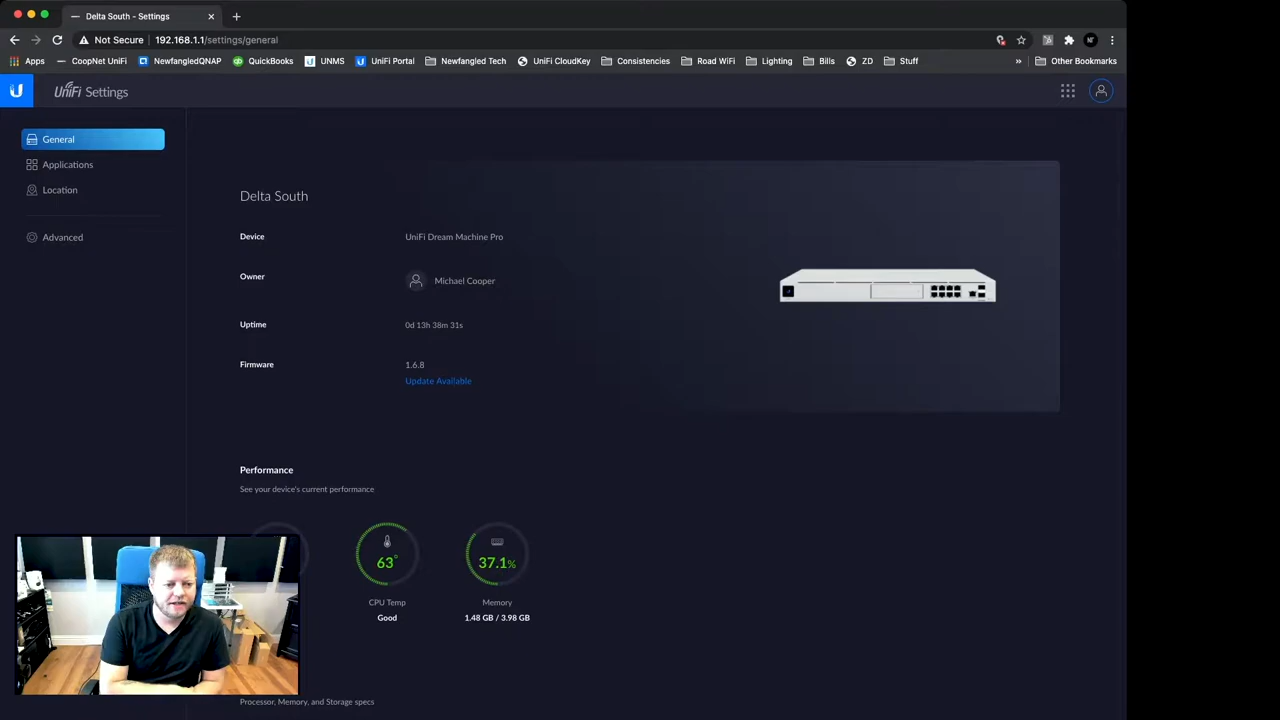 Delta South - Settings
Not Secure 192.168.1.1/settings/general
NT
Apps CoopNet UniFi NewfangledQNAP QuickBooks UNMS UniFi Portal Newfangled Tech UniFi CloudKey Consistencies Road WiFi Lighting Bills ZD Stuff » Other Bookmarks
UniFi Settings
General
Applications
Location
Advanced
Delta South
Device UniFi Dream Machine Pro
Owner Michael Cooper
Uptime 0d 13h 38m 31s
Firmware 1.6.8
Update Available
Performance
See your device's current performance
63° 37.1%
CPU Temp Memory
Good 1.48 GB / 3.98 GB
Processor, Memory, and Storage specs